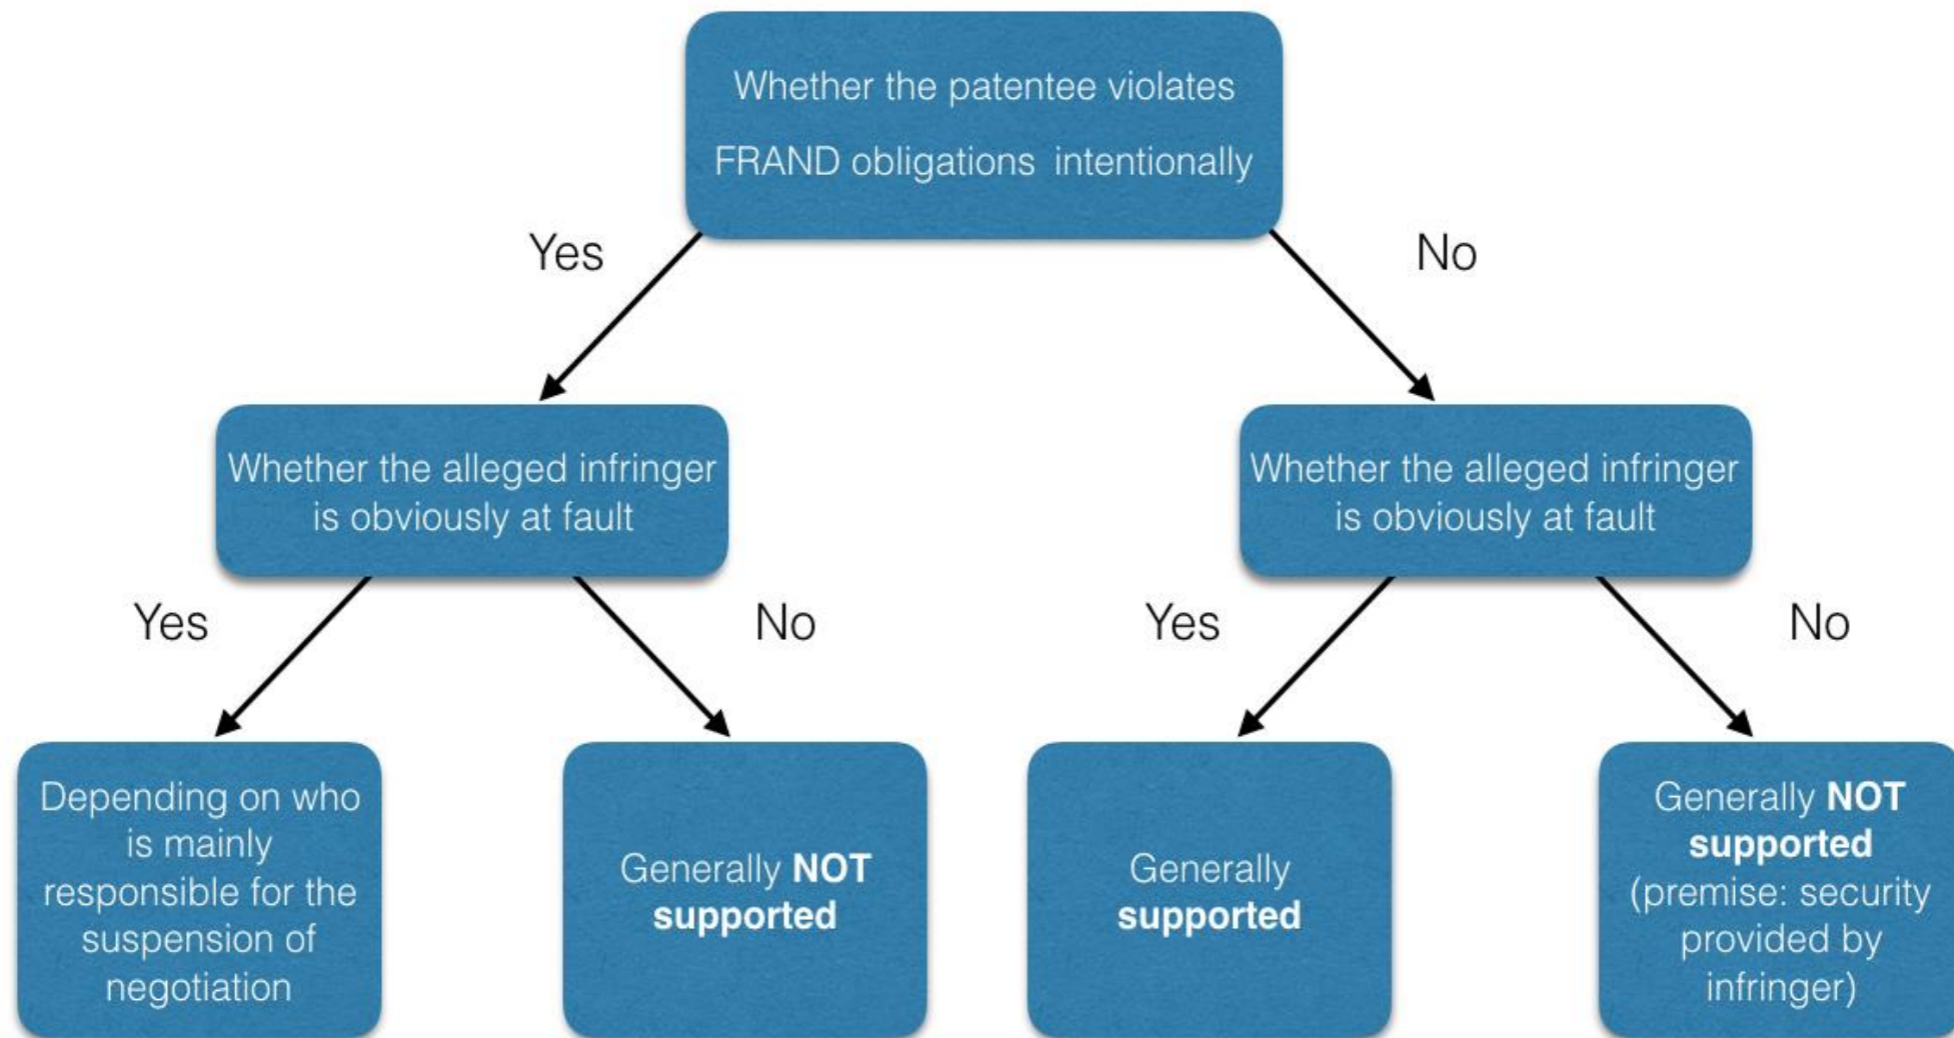 Whether the patentee violates
FRAND obligations intentionally
Yes
No
Whether the alleged infringer
is obviously at fault
Whether the alleged infringer
is obviously at fault
Yes
No
Yes
No
Depending on who
is mainly
responsible for the
suspension of
negotiation
Generally NOT
supported
Generally
supported
Generally NOT
supported
(premise: security
provided by
infringer)